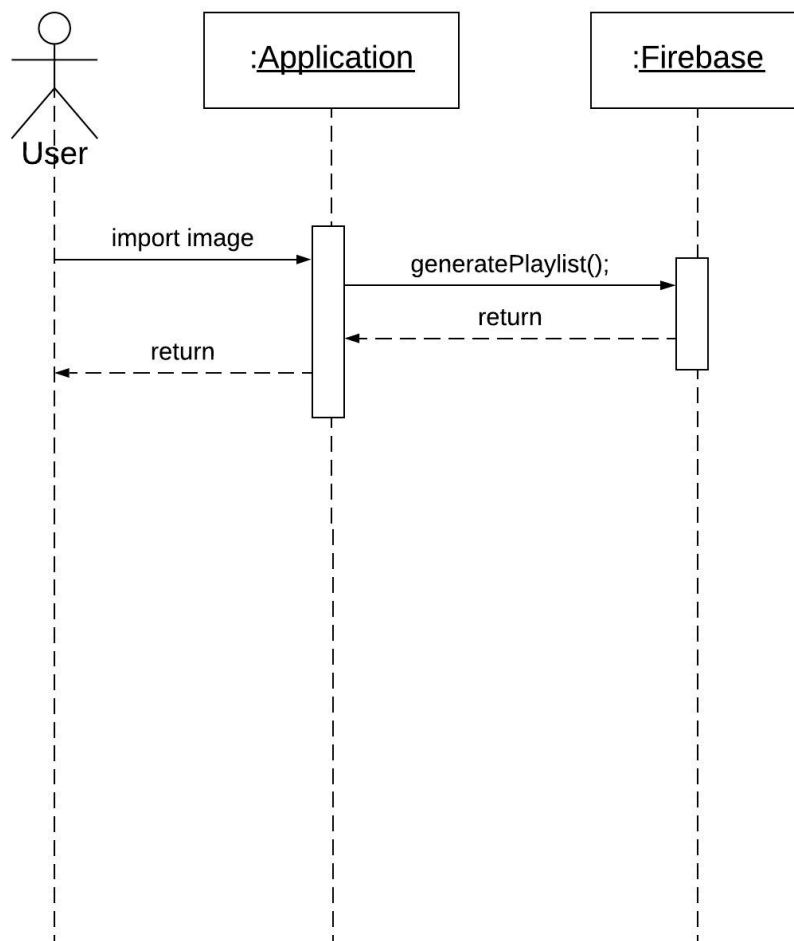 :Application
:Firebase
User
import image
generatePlaylist();
return
return